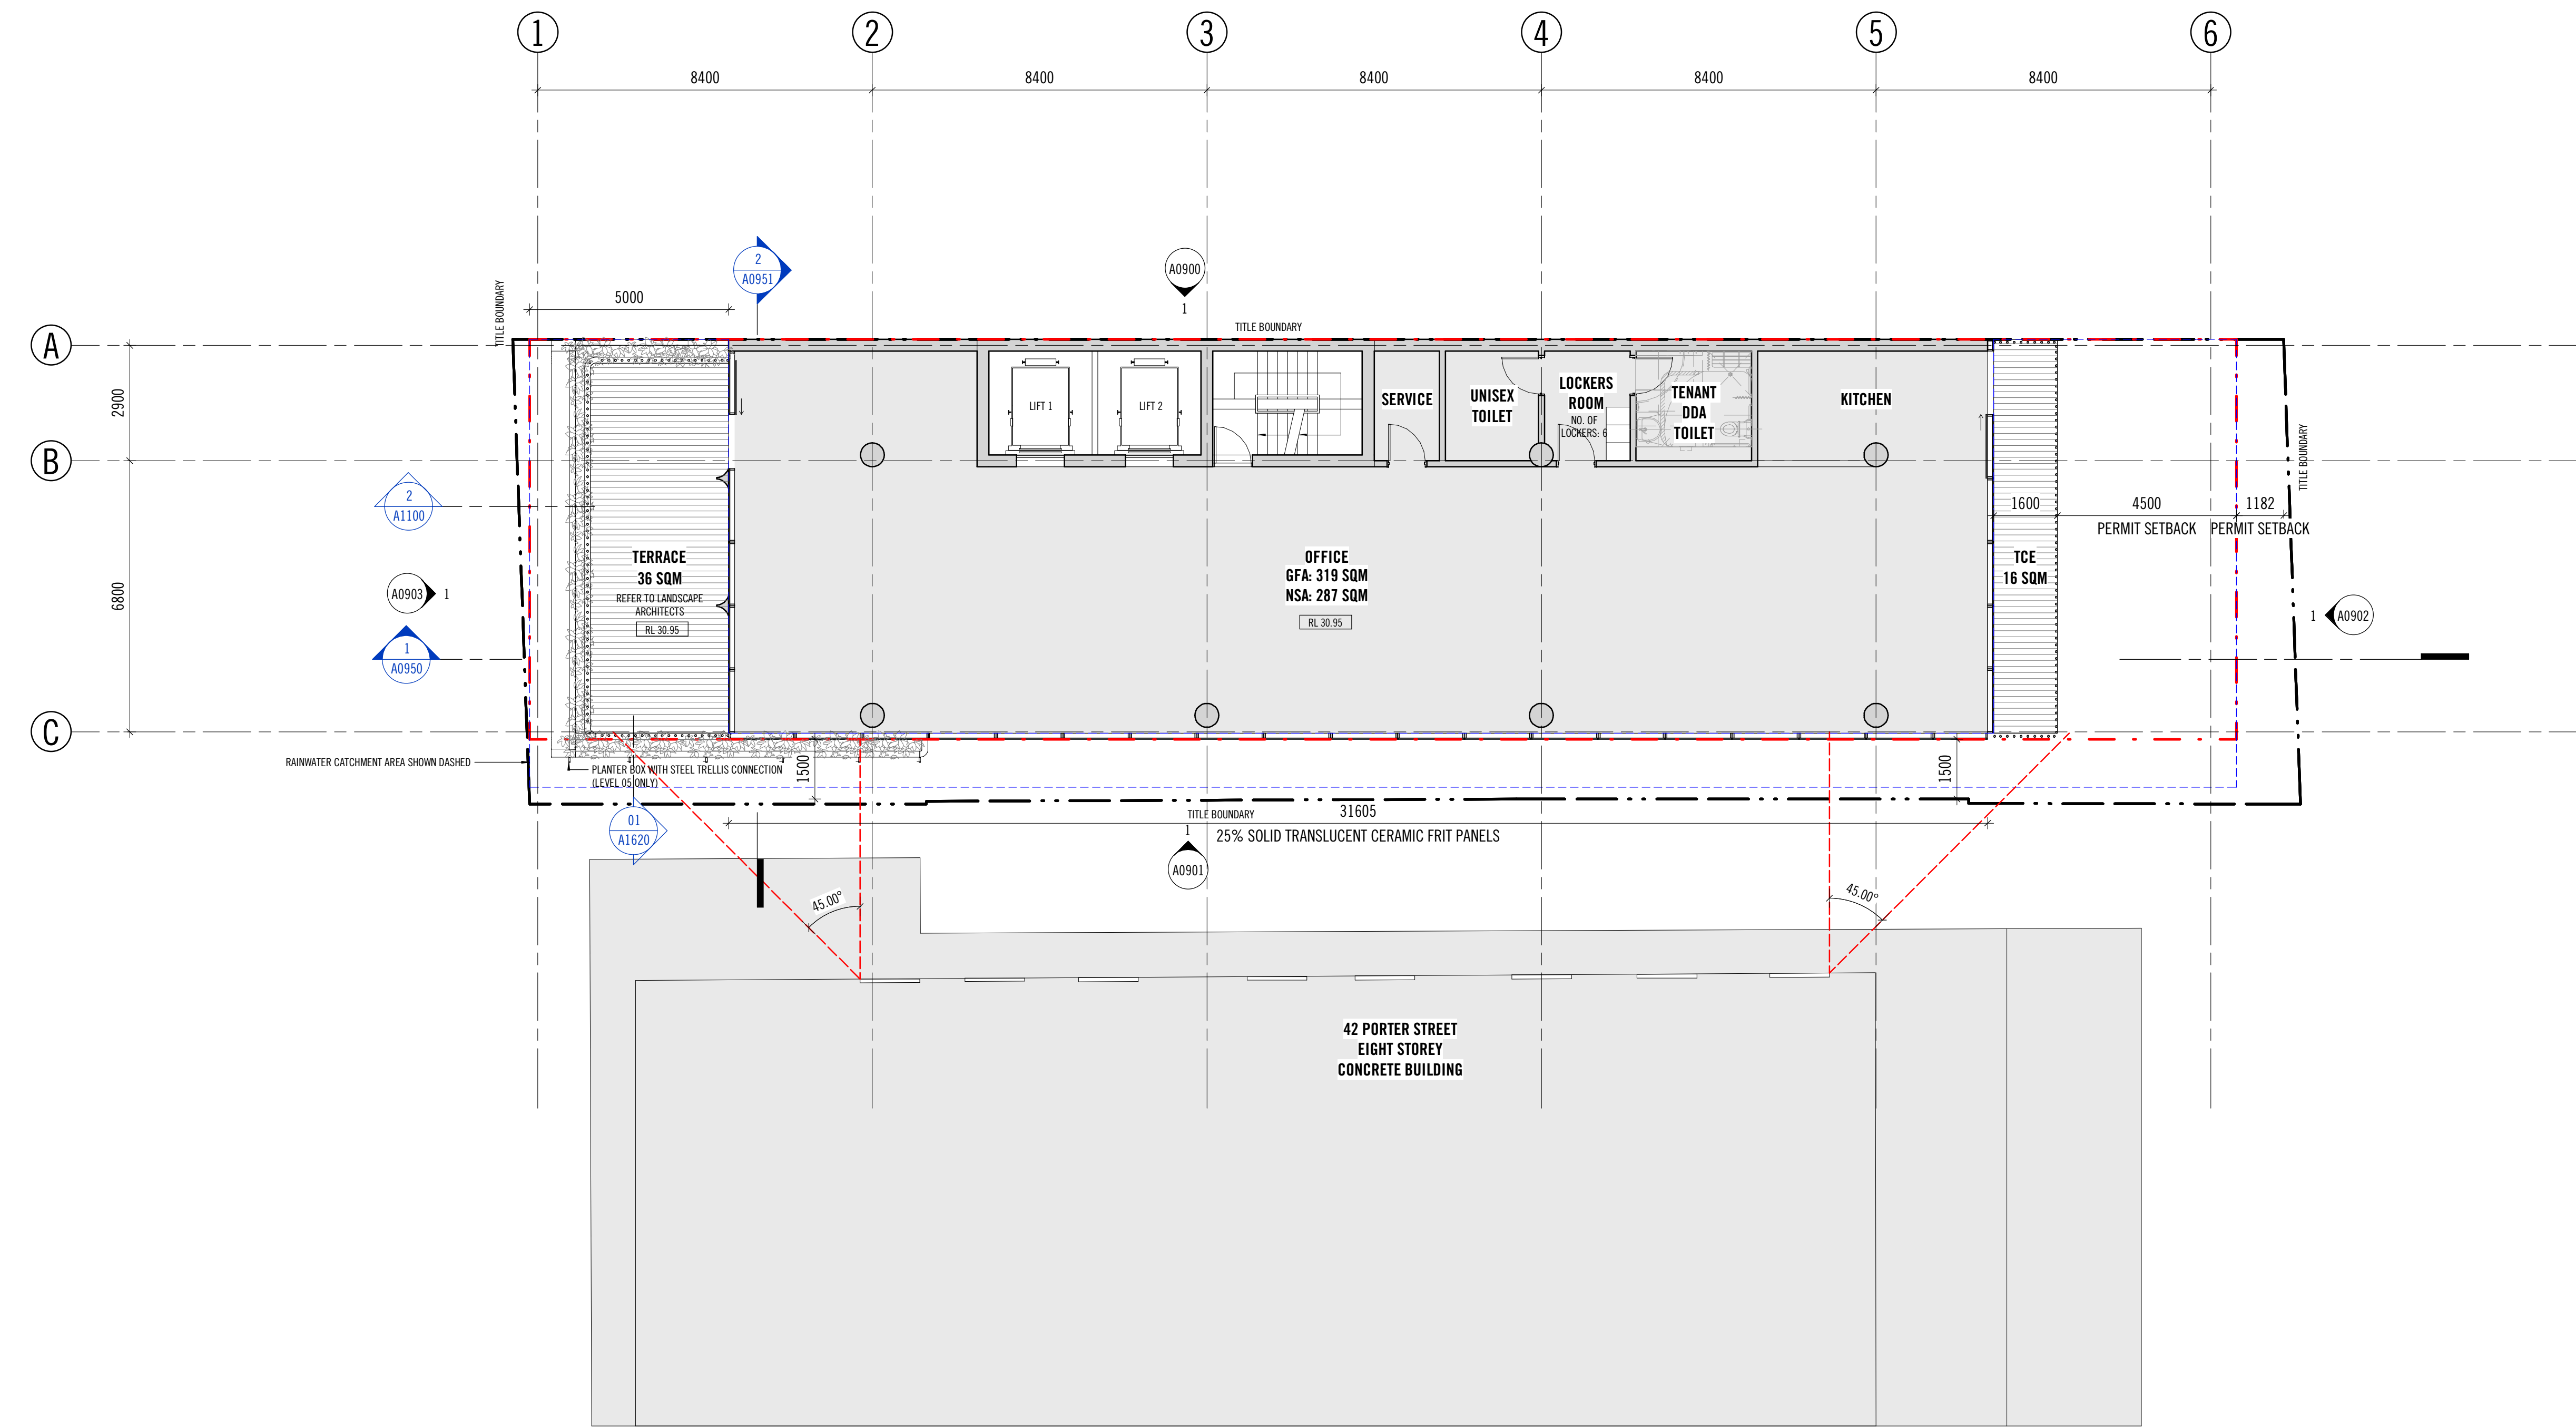 1
2
3
4
5
6
8400
8400
8400
8400
8400
2
A0951
A0900
1
5000
TITLE BOUNDARY
TITLE BOUNDARY
A
B
C
2900
6800
LIFT 1
LIFT 2
SERVICE
UNISEX
TOILET
LOCKERS
ROOM
NO. OF
LOCKERS: 6
TENANT
DDA
TOILET
KITCHEN
TITLE BOUNDARY
2
A1100
1600
4500
1182
PERMIT SETBACK
PERMIT SETBACK
TERRACE
36 SQM
REFER TO LANDSCAPE
ARCHITECTS
RL 30.95
OFFICE
GFA: 319 SQM
NSA: 287 SQM
RL 30.95
TCE
16 SQM
A0903
1
1
A0902
1
A0950
RAINWATER CATCHMENT AREA SHOWN DASHED
PLANTER BOX WITH STEEL TRELLIS CONNECTION
(LEVEL 05 ONLY)
1500
1500
01
A1620
TITLE BOUNDARY
31605
1
25% SOLID TRANSLUCENT CERAMIC FRIT PANELS
A0901
45.00°
45.00°
42 PORTER STREET
EIGHT STOREY
CONCRETE BUILDING